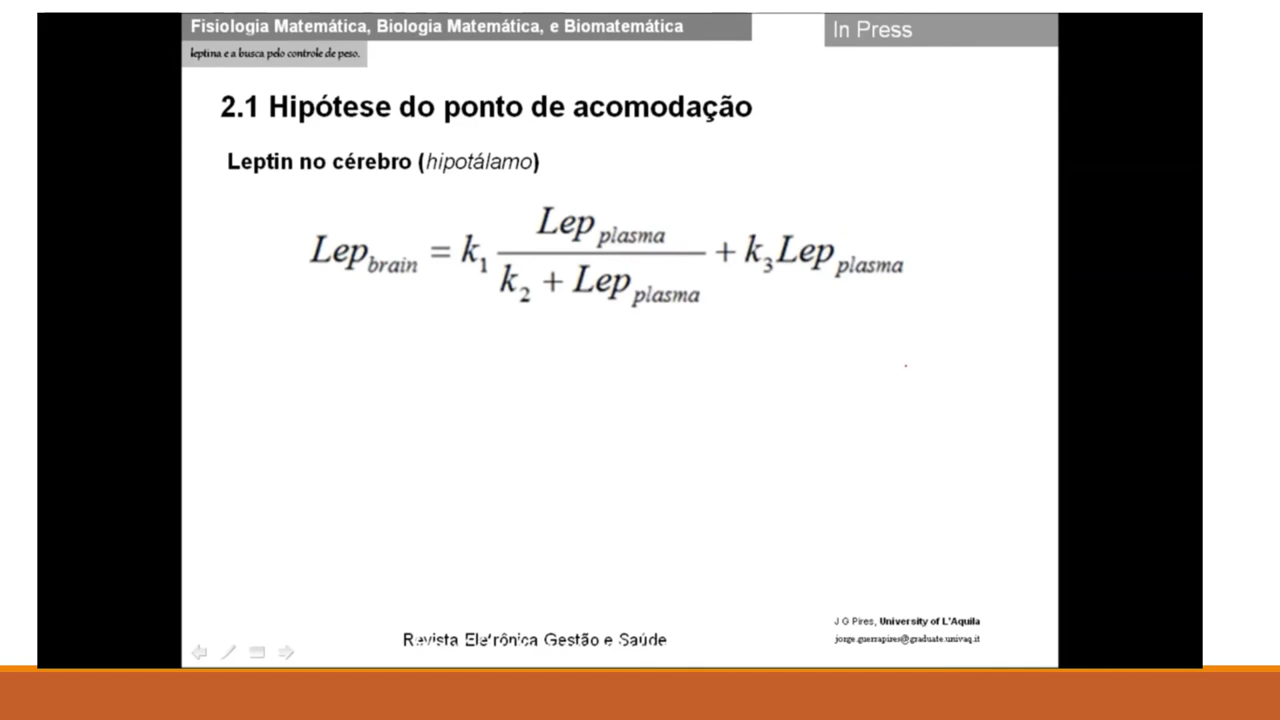 Fisiologia Matemática, Biologia Matemática, e Biomatemática
In Press
leptina e a busca pelo controle de peso.
2.1 Hipótese do ponto de acomodação
Leptin no cérebro (hipotálamo)
Lep_brain = k_1 Lep_plasma / (k_2 + Lep_plasma) + k_3 Lep_plasma
J G Pires, University of L'Aquila
jorge.guerrapires@graduate.univaq.it
Revista Eletrônica Gestão e Saúde